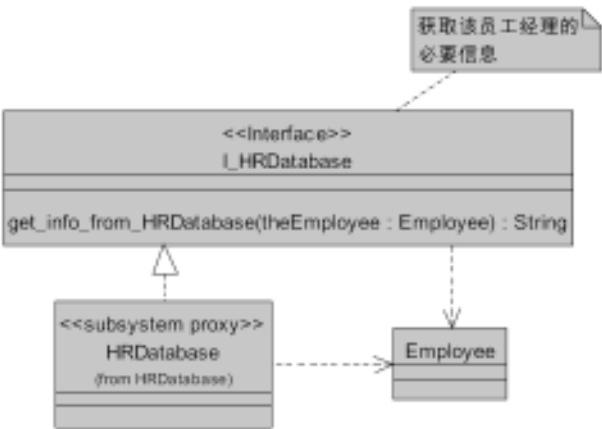 获取该员工经理的
必要信息
<<Interface>>
I_HRDatabase
get_info_from_HRDatabase(theEmployee : Employee) : String
<<subsystem proxy>>
HRDatabase
(from HRDatabase)
Employee